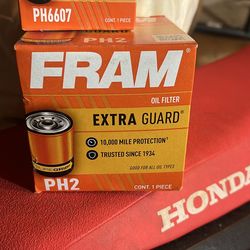 PH6607
CONT. 1 PIECE
PH2
FRAM®
OIL FILTER
EXTRA GUARD®
10,000 MILE PROTECTION†
TRUSTED SINCE 1934
GOOD FOR ALL OIL TYPES
PH2
CONT. 1 PIECE
HONDA